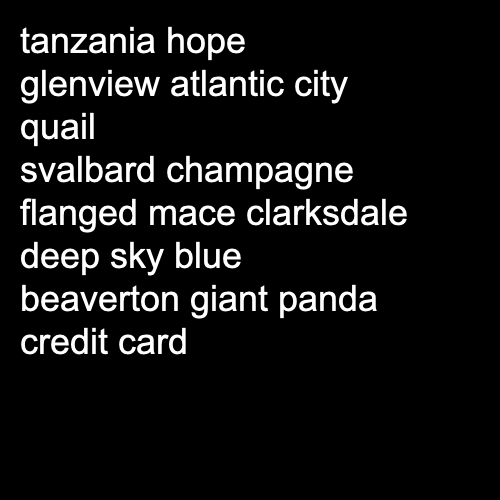 tanzania hope
glenview atlantic city
quail
svalbard champagne
flanged mace clarksdale
deep sky blue
beaverton giant panda
credit card